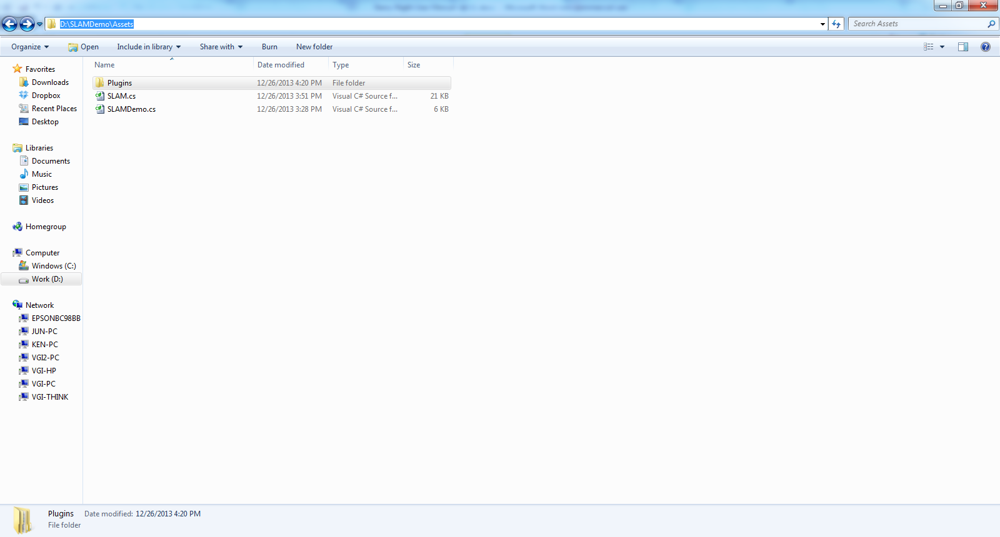 D:\SLAMDemo\Assets
Search Assets
Organize Open Include in library Share with Burn New folder
Name Date modified Type Size
Plugins 12/26/2013 4:20 PM File folder
SLAM.cs 12/26/2013 3:51 PM Visual C# Source f... 21 KB
SLAMDemo.cs 12/26/2013 3:28 PM Visual C# Source f... 6 KB
Favorites
Downloads
Dropbox
Recent Places
Desktop
Libraries
Documents
Music
Pictures
Videos
Homegroup
Computer
Windows (C:)
Work (D:)
Network
EPSONBC98BB
JUN-PC
KEN-PC
VGI2-PC
VGI-HP
VGI-PC
VGI-THINK
Plugins Date modified: 12/26/2013 4:20 PM
File folder